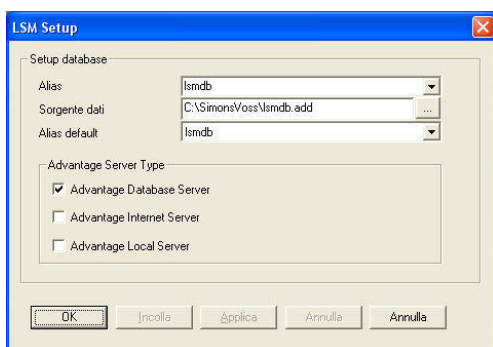 LSM Setup
Setup database
Alias lsmdb
Sorgente dati C:\SimonsVoss\lsmdb.add ...
Alias default lsmdb
Advantage Server Type
Advantage Database Server
Advantage Internet Server
Advantage Local Server
OK Incolla Applica Annulla Annulla